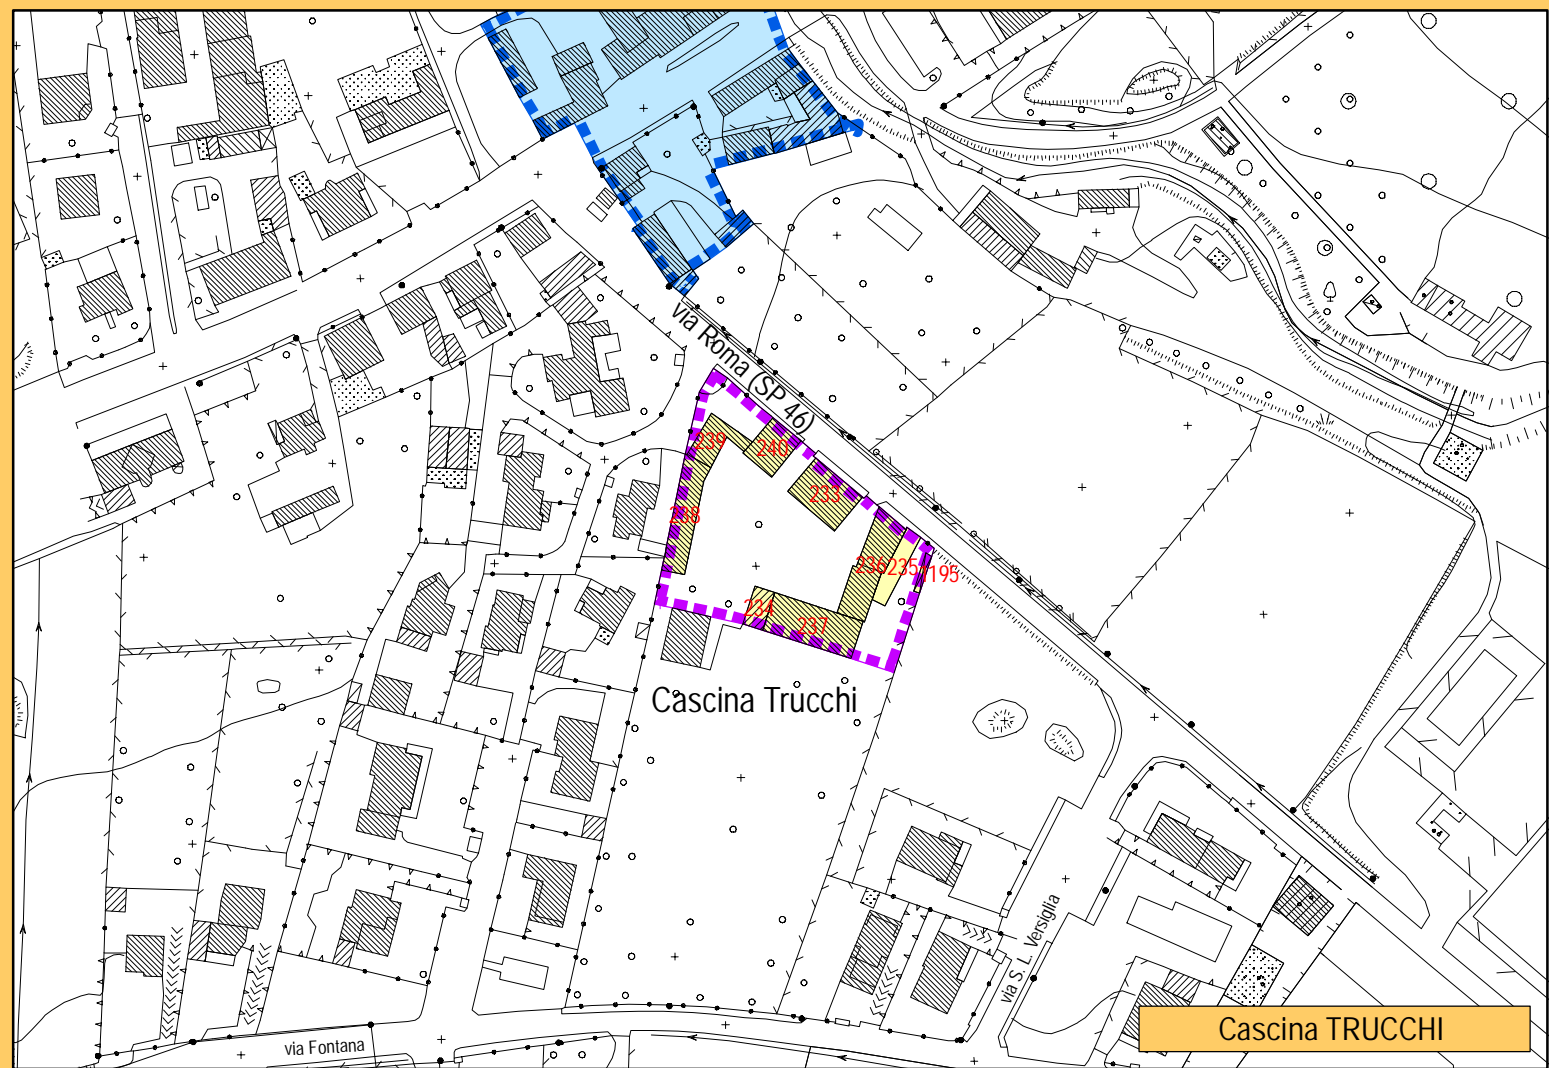 via Roma (SP 46)
239
240
233
238
236
235
1195
234
237
Cascina Trucchi
via S. L. Versiglia
via Fontana
Cascina TRUCCHI